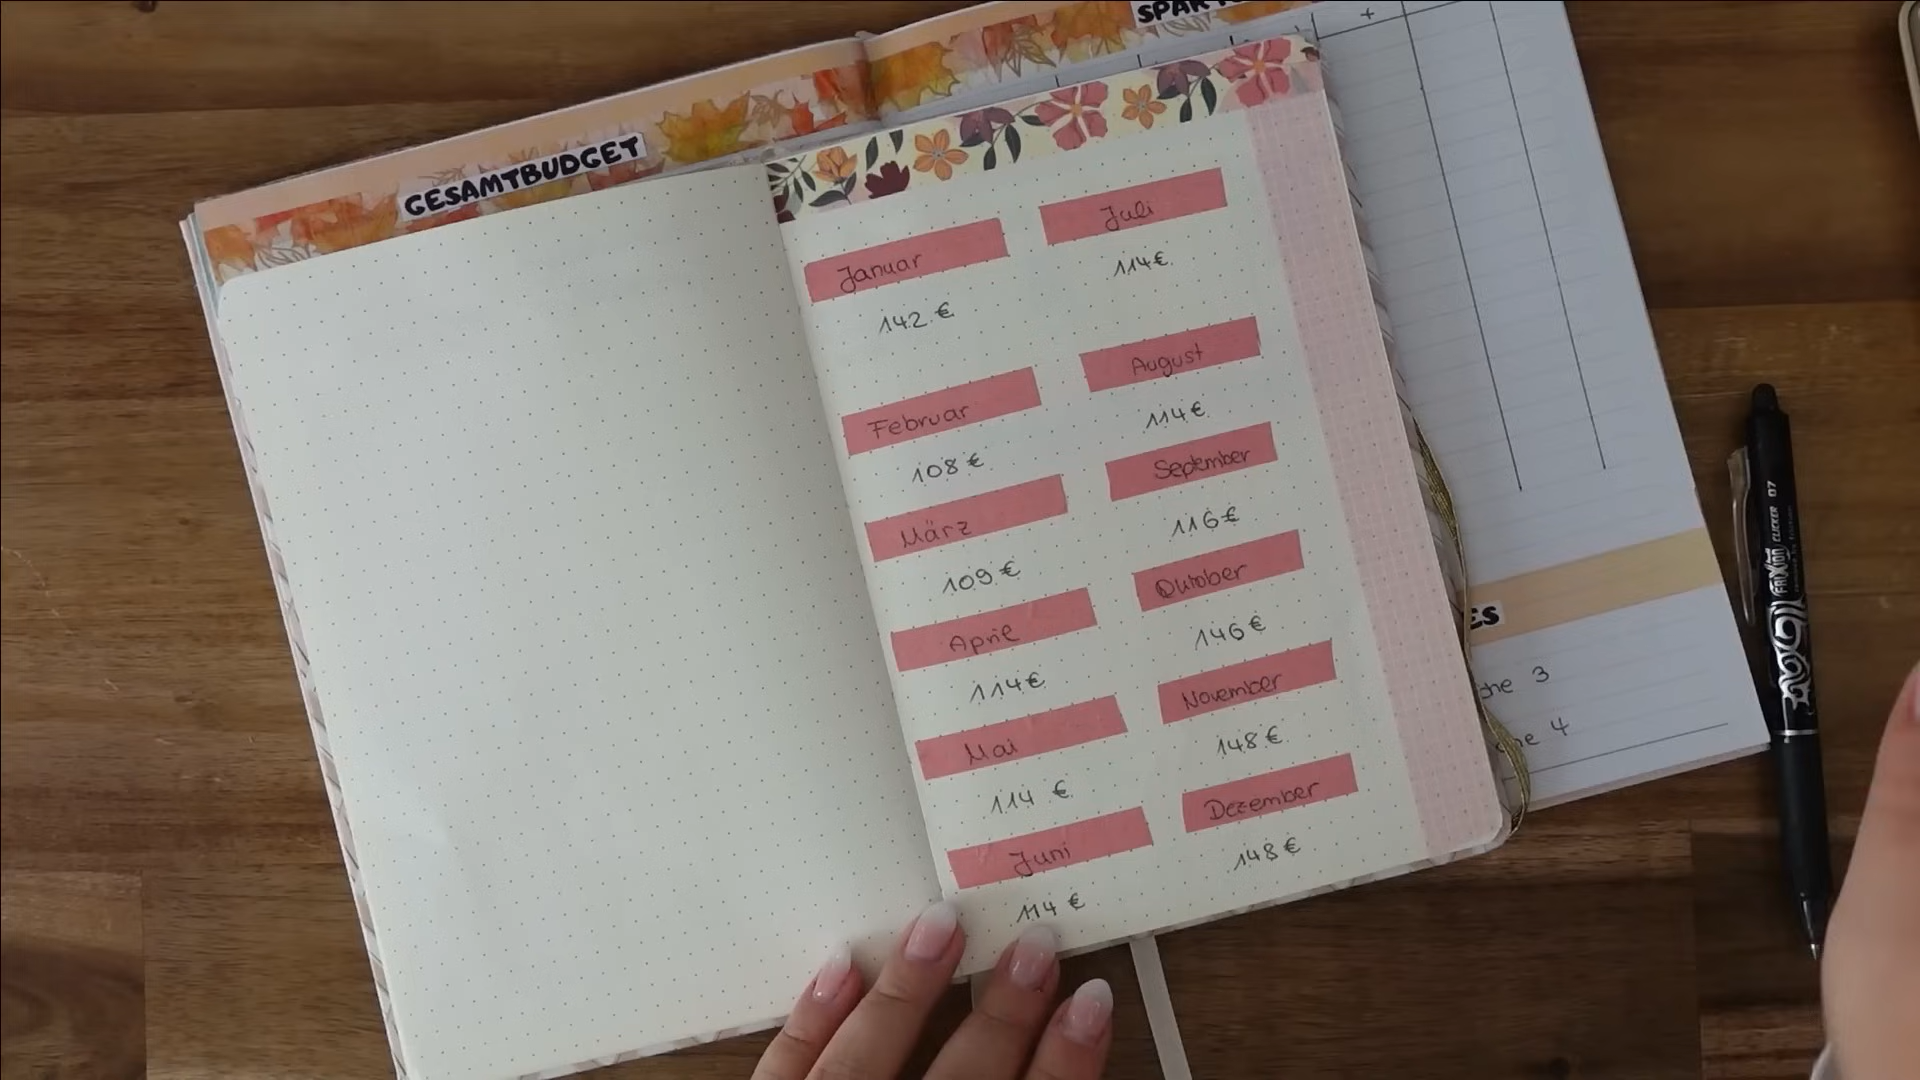 SPAR
GESAMTBUDGET
Januar
142 €
Februar
108 €
März
109 €
April
114 €
Mai
114 €
Juni
114 €
Juli
114 €
August
114 €
September
116 €
Oktober
146 €
November
148 €
Dezember
148 €
ES
che 3
che 4
FRIXION CLICKER 07